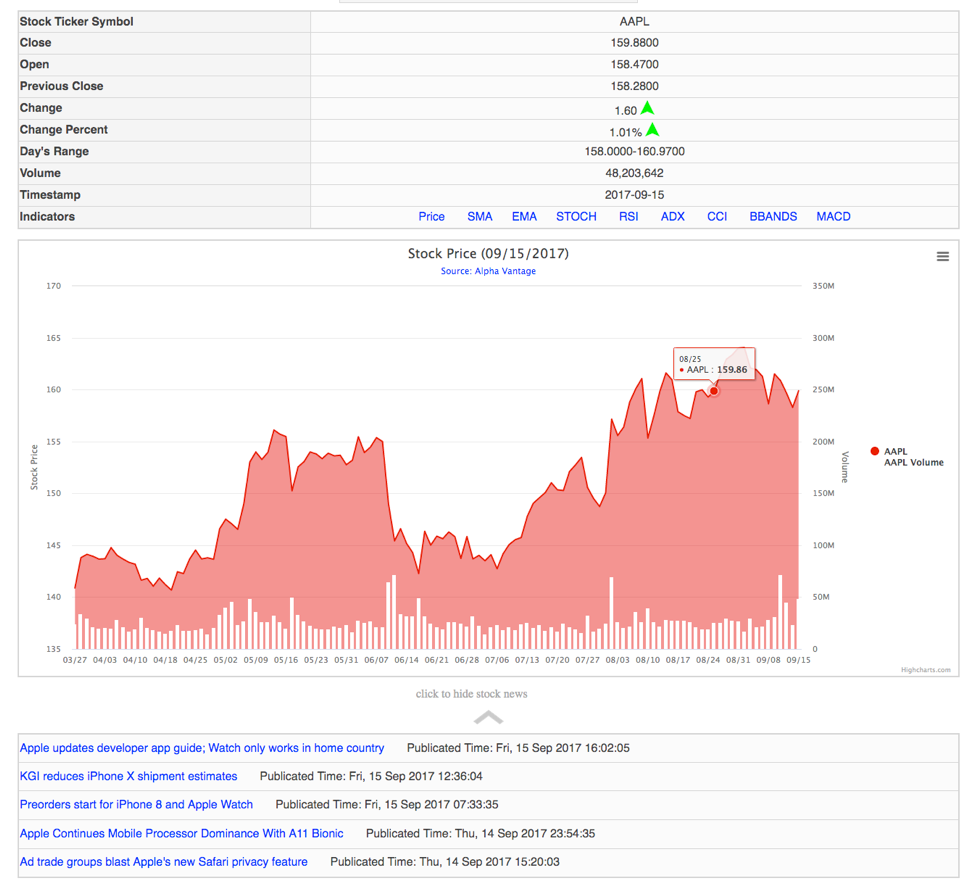 Stock Ticker Symbol AAPL
Close 159.8800
Open 158.4700
Previous Close 158.2800
Change 1.60
Change Percent 1.01%
Day's Range 158.0000-160.9700
Volume 48,203,642
Timestamp 2017-09-15
Indicators Price SMA EMA STOCH RSI ADX CCI BBANDS MACD
Stock Price (09/15/2017)
Source: Alpha Vantage
170 350M
165 300M
08/25
AAPL : 159.86
160 250M
155 200M
Stock Price
Volume
AAPL
AAPL Volume
150 150M
145 100M
140 50M
135 0
03/27 04/03 04/10 04/18 04/25 05/02 05/09 05/16 05/23 05/31 06/07 06/14 06/21 06/28 07/06 07/13 07/20 07/27 08/03 08/10 08/17 08/24 08/31 09/08 09/15
Highcharts.com
click to hide stock news
Apple updates developer app guide; Watch only works in home country Publicated Time: Fri, 15 Sep 2017 16:02:05
KGI reduces iPhone X shipment estimates Publicated Time: Fri, 15 Sep 2017 12:36:04
Preorders start for iPhone 8 and Apple Watch Publicated Time: Fri, 15 Sep 2017 07:33:35
Apple Continues Mobile Processor Dominance With A11 Bionic Publicated Time: Thu, 14 Sep 2017 23:54:35
Ad trade groups blast Apple's new Safari privacy feature Publicated Time: Thu, 14 Sep 2017 15:20:03